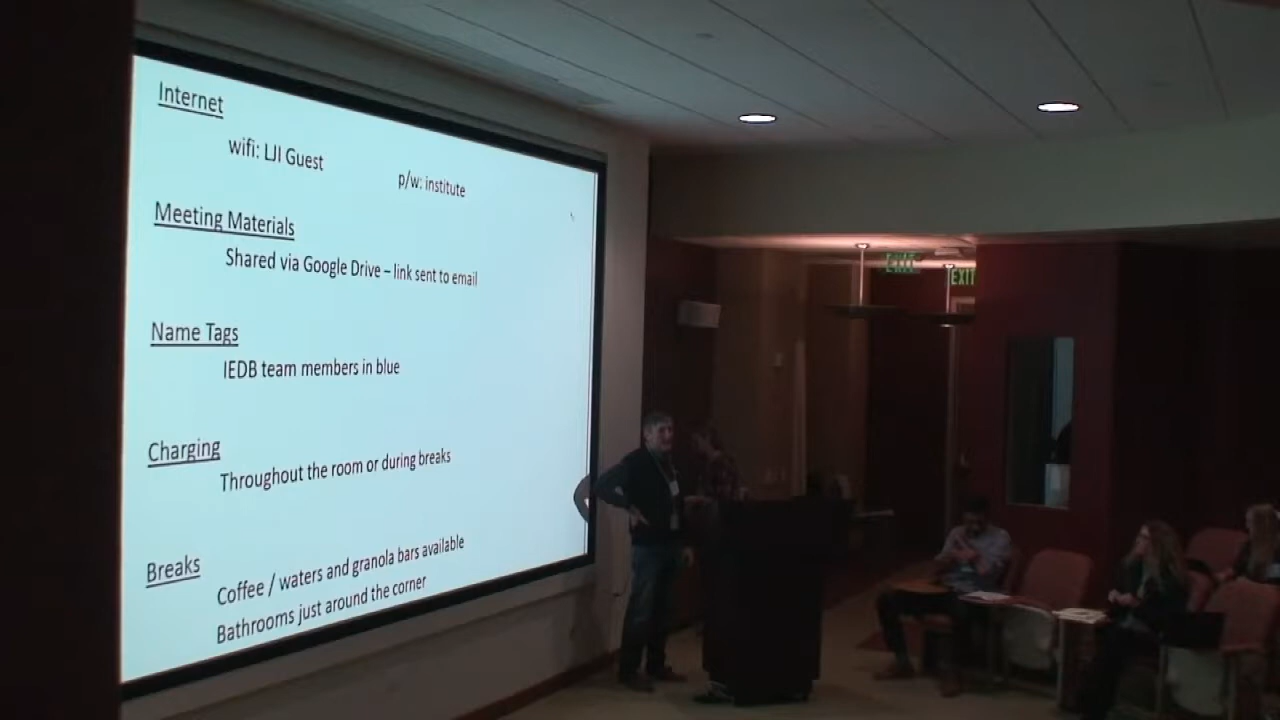 Internet
wifi: LJI Guest
p/w: institute
Meeting Materials
Shared via Google Drive – link sent to email
Name Tags
IEDB team members in blue
Charging
Throughout the room or during breaks
Breaks
Coffee / waters and granola bars available
Bathrooms just around the corner
EXIT
EXIT